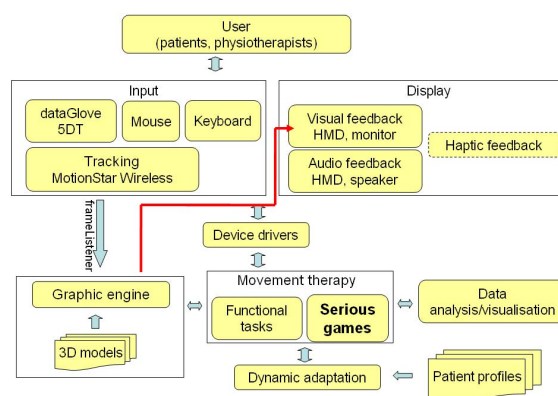 User
(patients, physiotherapists)
Input
Display
dataGlove
5DT
Mouse
Keyboard
Visual feedback
HMD, monitor
Haptic feedback
Tracking
MotionStar Wireless
Audio feedback
HMD, speaker
frameListener
Device drivers
Graphic engine
3D models
Movement therapy
Functional
tasks
Serious
games
Data
analysis/visualisation
Dynamic adaptation
Patient profiles